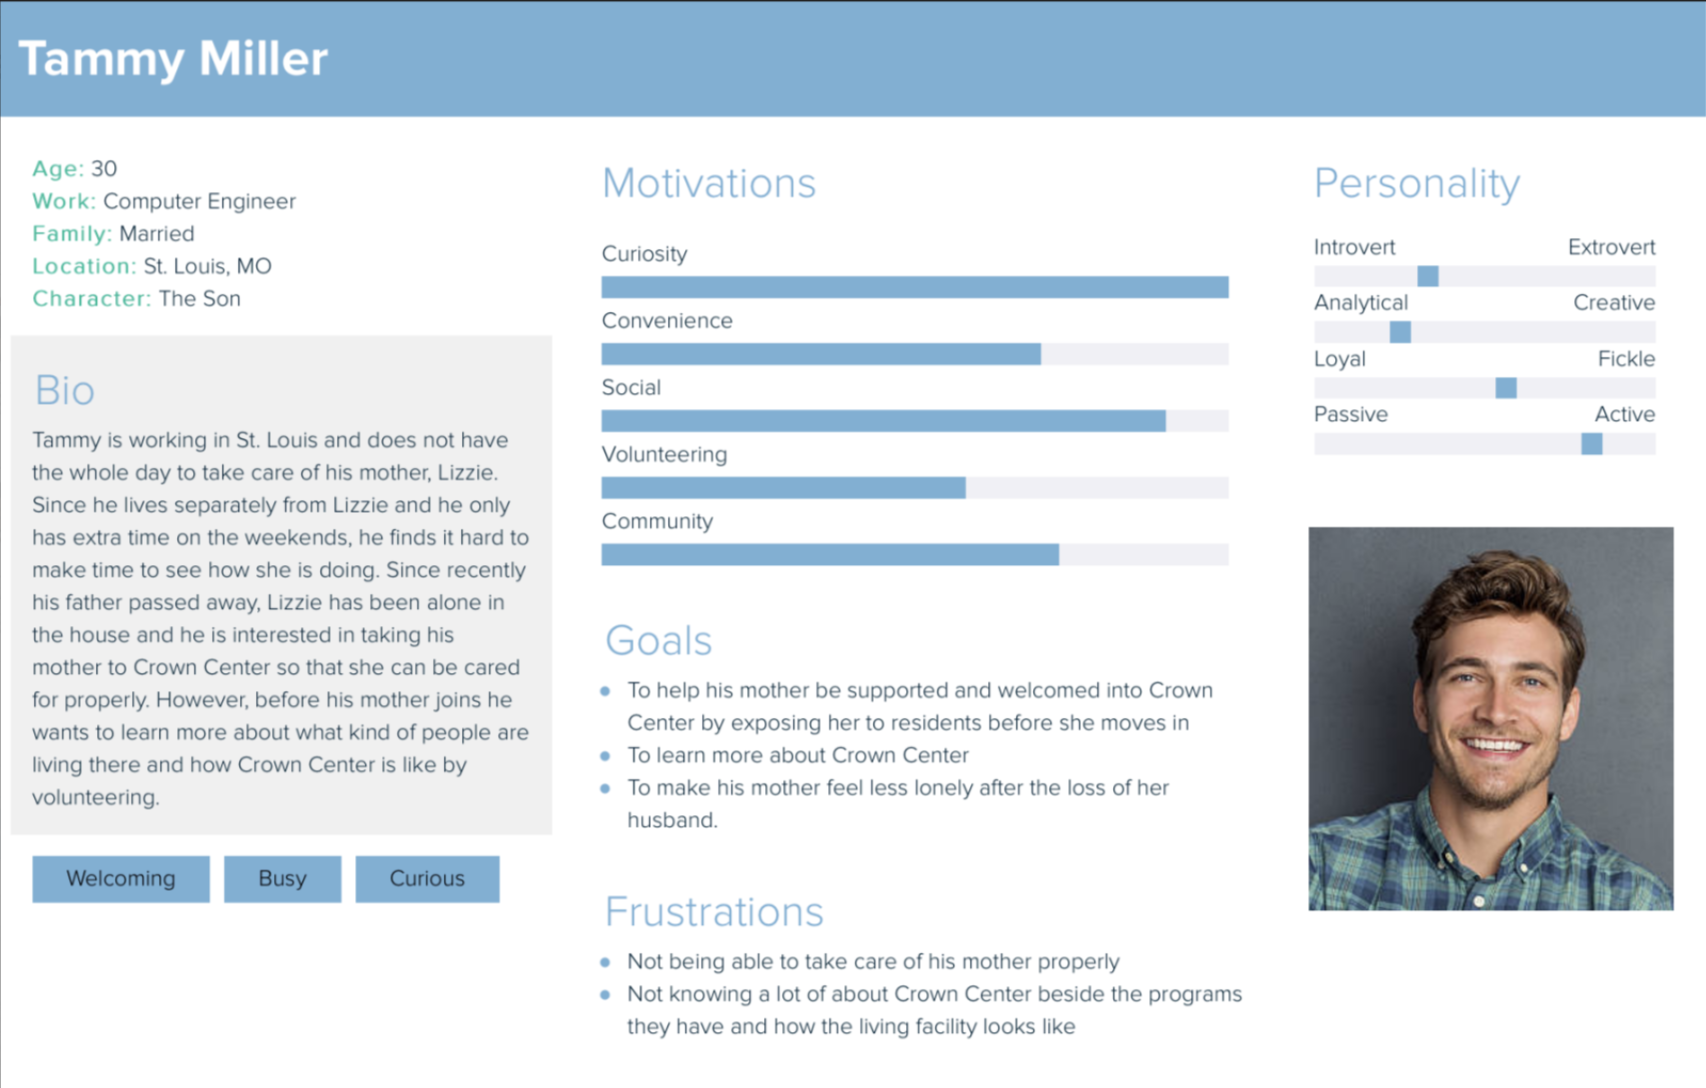 Tammy Miller
Age: 30
Work: Computer Engineer
Family: Married
Location: St. Louis, MO
Character: The Son
Bio
Tammy is working in St. Louis and does not have
the whole day to take care of his mother, Lizzie.
Since he lives separately from Lizzie and he only
has extra time on the weekends, he finds it hard to
make time to see how she is doing. Since recently
his father passed away, Lizzie has been alone in
the house and he is interested in taking his
mother to Crown Center so that she can be cared
for properly. However, before his mother joins he
wants to learn more about what kind of people are
living there and how Crown Center is like by
volunteering.
Welcoming
Busy
Curious
Motivations
Curiosity
Convenience
Social
Volunteering
Community
Goals
To help his mother be supported and welcomed into Crown
Center by exposing her to residents before she moves in
To learn more about Crown Center
To make his mother feel less lonely after the loss of her
husband.
Frustrations
Not being able to take care of his mother properly
Not knowing a lot of about Crown Center beside the programs
they have and how the living facility looks like
Personality
Introvert Extrovert
Analytical Creative
Loyal Fickle
Passive Active